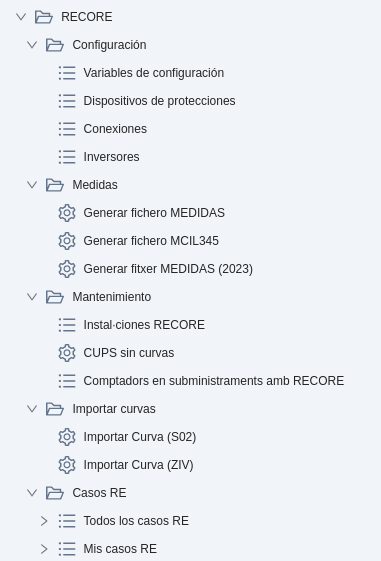 RECORE
Configuración
Variables de configuración
Dispositivos de protecciones
Conexiones
Inversores
Medidas
Generar fichero MEDIDAS
Generar fichero MCIL345
Generar fitxer MEDIDAS (2023)
Mantenimiento
Instal·ciones RECORE
CUPS sin curvas
Comptadors en subministraments amb RECORE
Importar curvas
Importar Curva (S02)
Importar Curva (ZIV)
Casos RE
Todos los casos RE
Mis casos RE